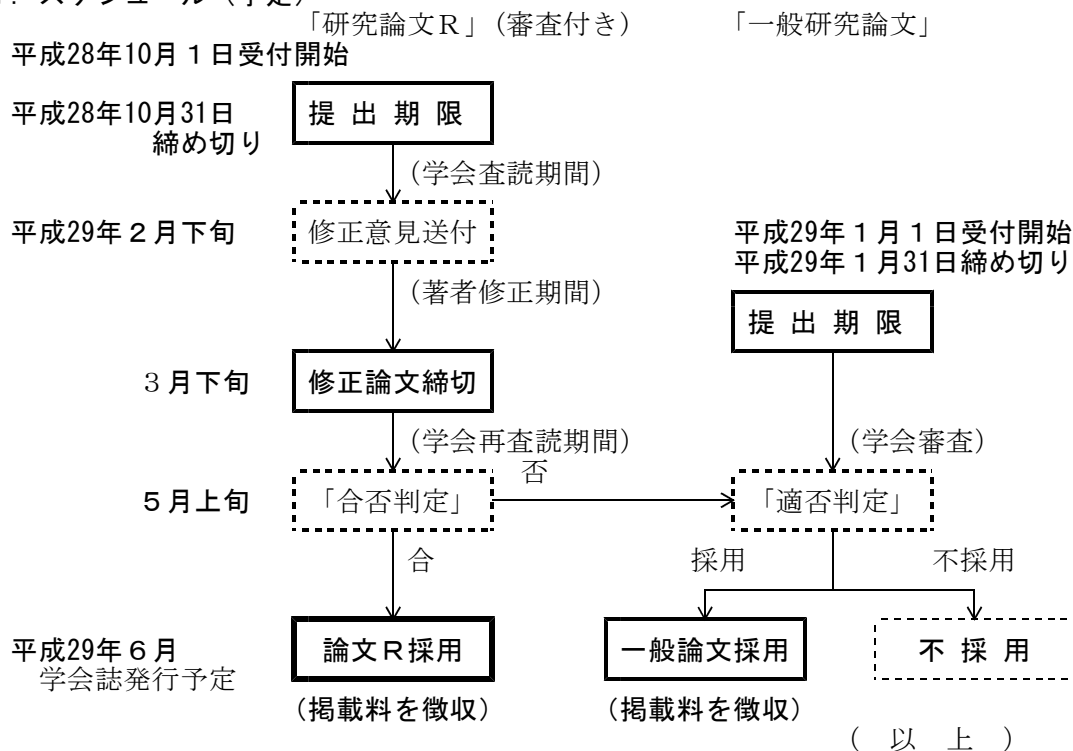 スケジュール（予定）
「研究論文Ｒ」（審査付き） 「一般研究論文」
平成28年10月１日受付開始
平成28年10月31日 提 出 期 限
締め切り
（学会査読期間）
平成29年２月下旬 修正意見送付 平成29年１月１日受付開始
平成29年１月31日締め切り
（著者修正期間）
提 出 期 限
３月下旬 修正論文締切
（学会再査読期間） （学会審査）
否
５月上旬 「合否判定」 「適否判定」
合 採用 不採用
平成29年６月 論文Ｒ採用 一般論文採用 不 採 用
学会誌発行予定
（掲載料を徴収） （掲載料を徴収）
（ 以 上 ）